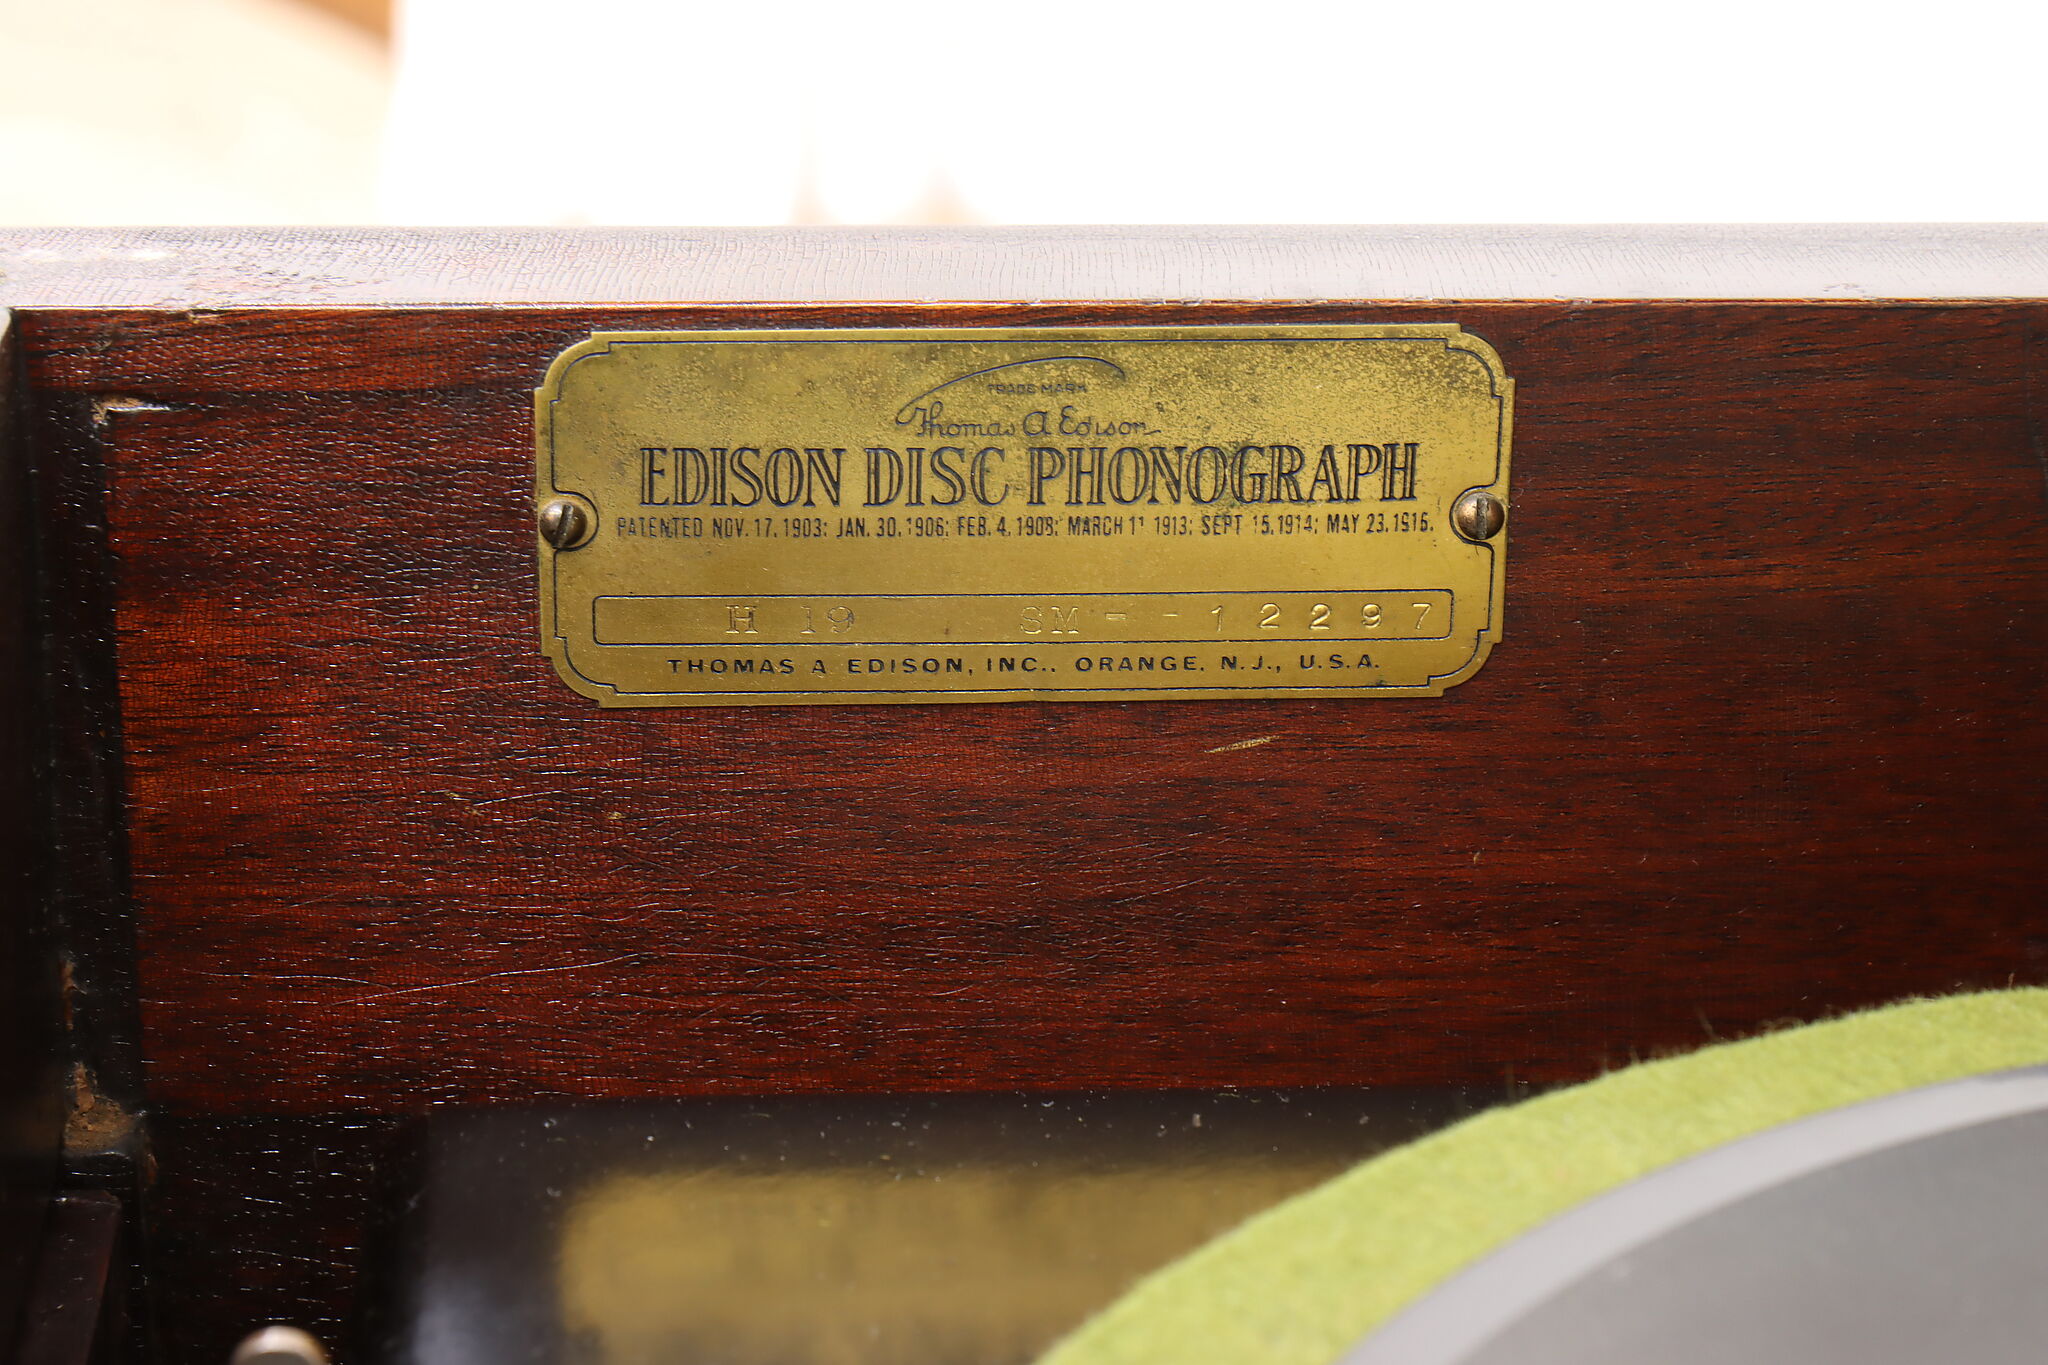 TRADE MARK
Thomas A Edison
EDISON DISC PHONOGRAPH
PATENTED NOV. 17, 1903; JAN. 30, 1906; FEB. 4, 1908; MARCH 11 1913; SEPT 15, 1914; MAY 23, 1916.
H 19 SM - - 12297
THOMAS A EDISON, INC., ORANGE, N.J., U.S.A.